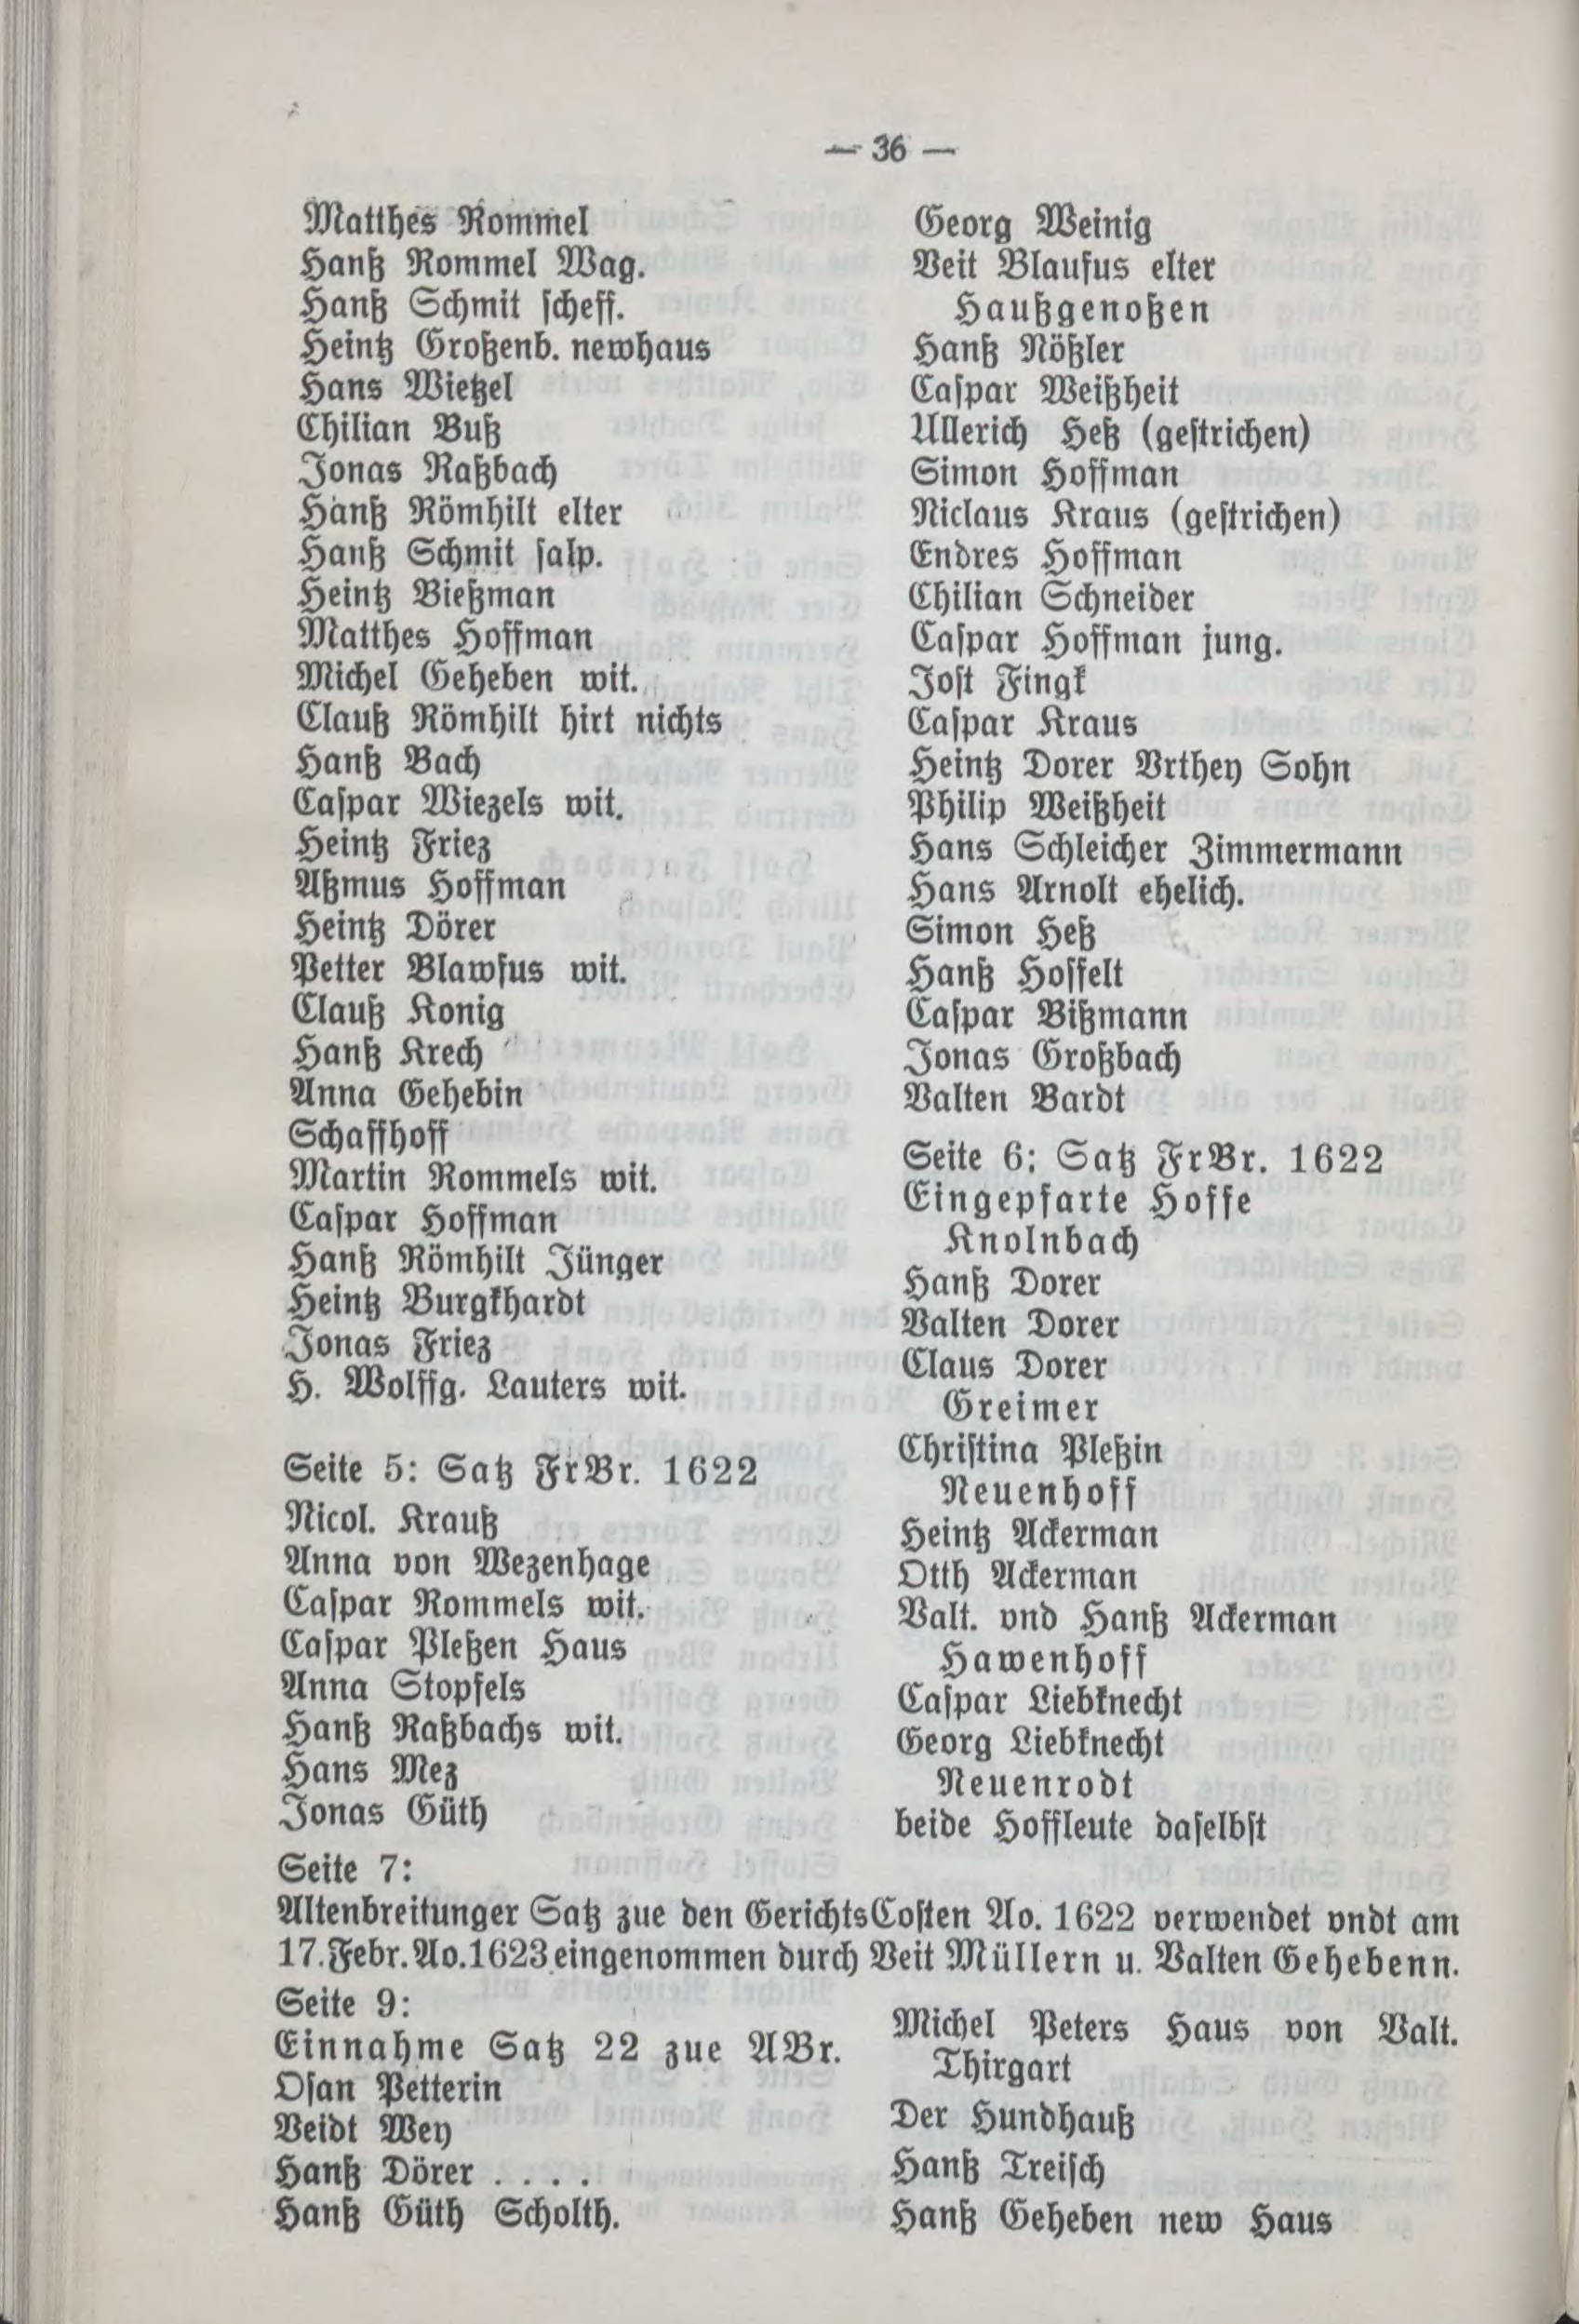 — 36 —
Matthes Rommel
Hanß Rommel Wag.
Hanß Schmit scheff.
Heintz Großenb. newhaus
Hans Wietzel
Chilian Buß
Jonas Raßbach
Hanß Römhilt elter
Hanß Schmit salp.
Heintz Bießman
Matthes Hoffman
Michel Geheben wit.
Clauß Römhilt hirt nichts
Hanß Bach
Caspar Wiezels wit.
Heintz Friez
Aßmus Hoffman
Heintz Dörer
Petter Blawfus wit.
Clauß Konig
Hanß Krech
Anna Gehebin
Schaffhoff
Martin Rommels wit.
Caspar Hoffman
Hanß Römhilt Jünger
Heintz Burgkhardt
Jonas Friez
H. Wolffg. Lauters wit.
Seite 5: Satz FrBr. 1622
Nicol. Krauß
Anna von Wezenhage
Caspar Rommels wit.
Caspar Pleßen Haus
Anna Stopfels
Hanß Raßbachs wit.
Hans Mez
Jonas Güth
Georg Weinig
Veit Blaufus elter
Haußgenoßen
Hanß Nößler
Caspar Weißheit
Ullerich Heß (gestrichen)
Simon Hoffman
Niclaus Kraus (gestrichen)
Endres Hoffman
Chilian Schneider
Caspar Hoffman jung.
Jost Fingk
Caspar Kraus
Heintz Dorer Vrthey Sohn
Philip Weißheit
Hans Schleicher Zimmermann
Hans Arnolt ehelich.
Simon Heß
Hanß Hoffelt
Caspar Bißmann
Jonas Großbach
Valten Bardt
Seite 6: Satz FrBr. 1622
Eingepfarte Hoffe
Knolnbach
Hanß Dorer
Valten Dorer
Claus Dorer
Greimer
Christina Pleßin
Neuenhoff
Heintz Ackerman
Otth Ackerman
Valt. vnd Hanß Ackerman
Hawenhoff
Caspar Liebknecht
Georg Liebknecht
Neuenrodt
beide Hoffleute daselbst
Seite 7:
Altenbreitunger Satz zue den GerichtsCosten Ao. 1622 verwendet vndt am
17. Febr. Ao. 1623 eingenommen durch Veit Müllern u. Valten Gehebenn.
Seite 9:
Einnahme Satz 22 zue ABr.
Osan Petterin
Veidt Wey
Hanß Dörer . . . .
Hanß Güth Scholth.
Michel Peters Haus von Valt.
Thirgart
Der Hundhauß
Hanß Treisch
Hanß Geheben new Haus